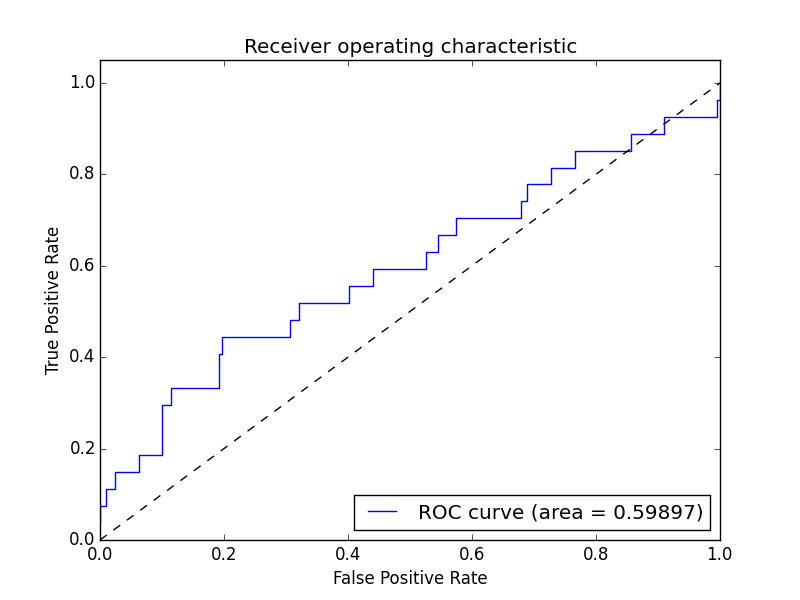 Receiver operating characteristic
1.0
0.8
0.6
0.4
0.2
0.0
True Positive Rate
ROC curve (area = 0.59897)
0.0 0.2 0.4 0.6 0.8 1.0
False Positive Rate